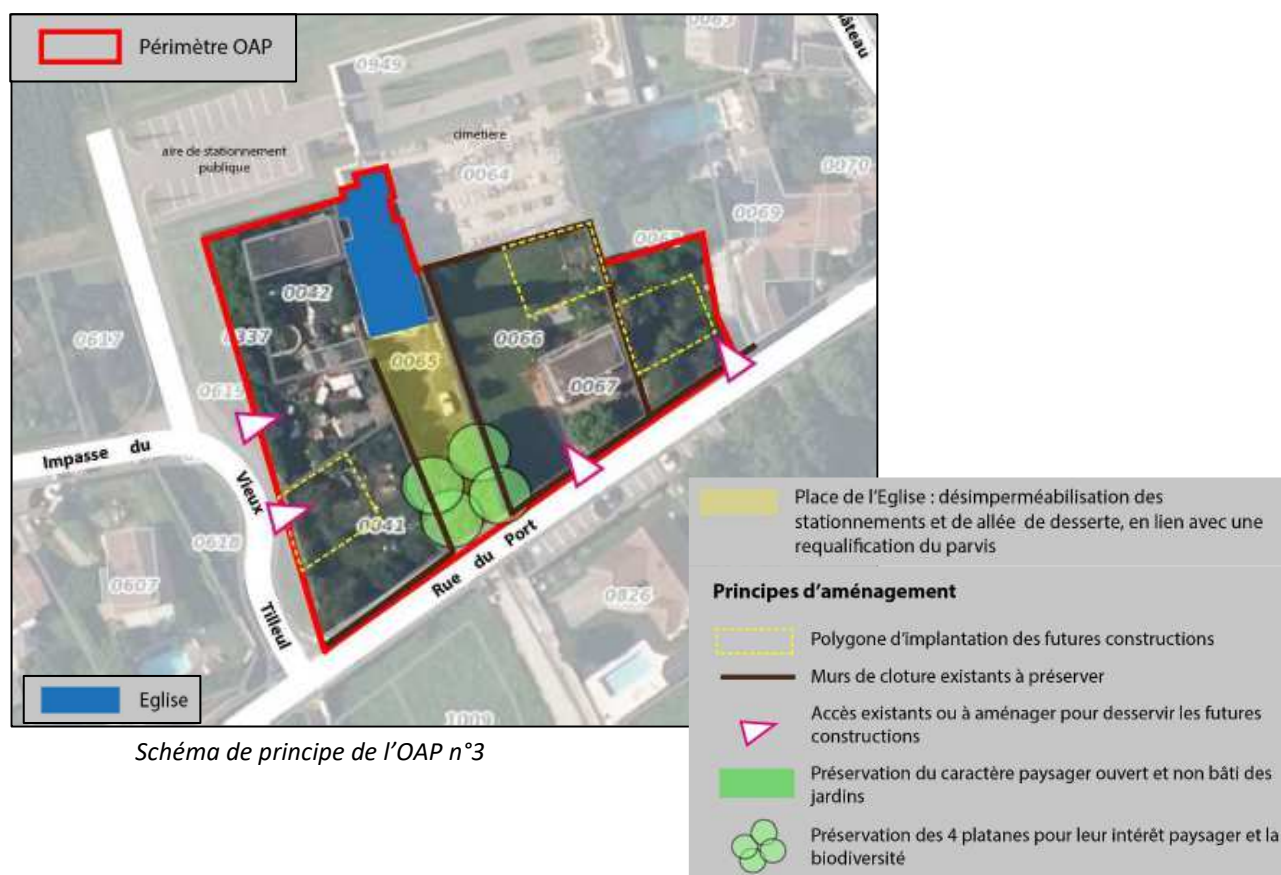 Périmètre OAP
âteau
0063
0949
aire de stationnement
publique
cimetiere
0064
0070
0069
0042
0337
0617
0619
0065
0066
0067
Impasse du
Vieux
Tilleul
0041
0618
0607
Rue du Port
0826
1009
Eglise
Schéma de principe de l’OAP n°3
Place de l'Eglise : désimperméabilisation des
stationnements et de allée de desserte, en lien avec une
requalification du parvis
Principes d'aménagement
Polygone d'implantation des futures constructions
Murs de cloture existants à préserver
Accès existants ou à aménager pour desservir les futures
constructions
Préservation du caractère paysager ouvert et non bâti des
jardins
Préservation des 4 platanes pour leur intérêt paysager et la
biodiversité